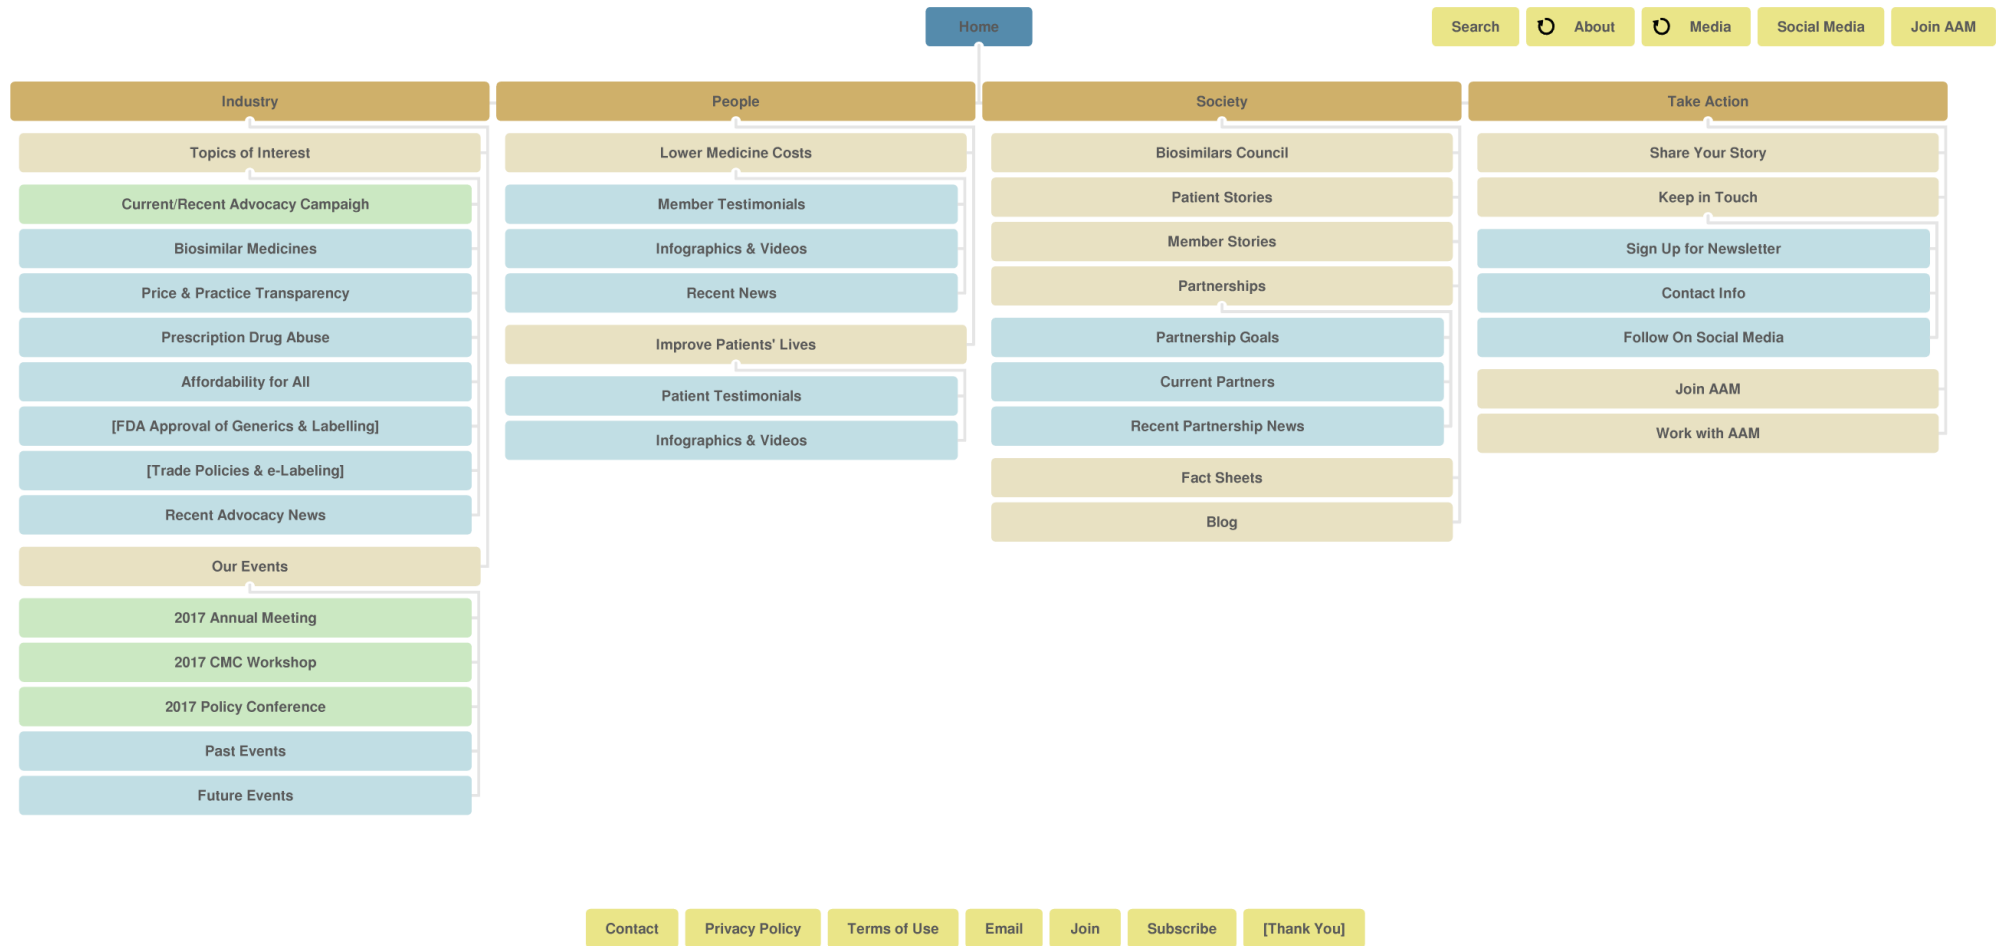 Home
Search
About
Media
Social Media
Join AAM
Industry
People
Society
Take Action
Topics of Interest
Current/Recent Advocacy Campaigh
Biosimilar Medicines
Price & Practice Transparency
Prescription Drug Abuse
Affordability for All
[FDA Approval of Generics & Labelling]
[Trade Policies & e-Labeling]
Recent Advocacy News
Our Events
2017 Annual Meeting
2017 CMC Workshop
2017 Policy Conference
Past Events
Future Events
Lower Medicine Costs
Member Testimonials
Infographics & Videos
Recent News
Improve Patients' Lives
Patient Testimonials
Infographics & Videos
Biosimilars Council
Patient Stories
Member Stories
Partnerships
Partnership Goals
Current Partners
Recent Partnership News
Fact Sheets
Blog
Share Your Story
Keep in Touch
Sign Up for Newsletter
Contact Info
Follow On Social Media
Join AAM
Work with AAM
Contact
Privacy Policy
Terms of Use
Email
Join
Subscribe
[Thank You]